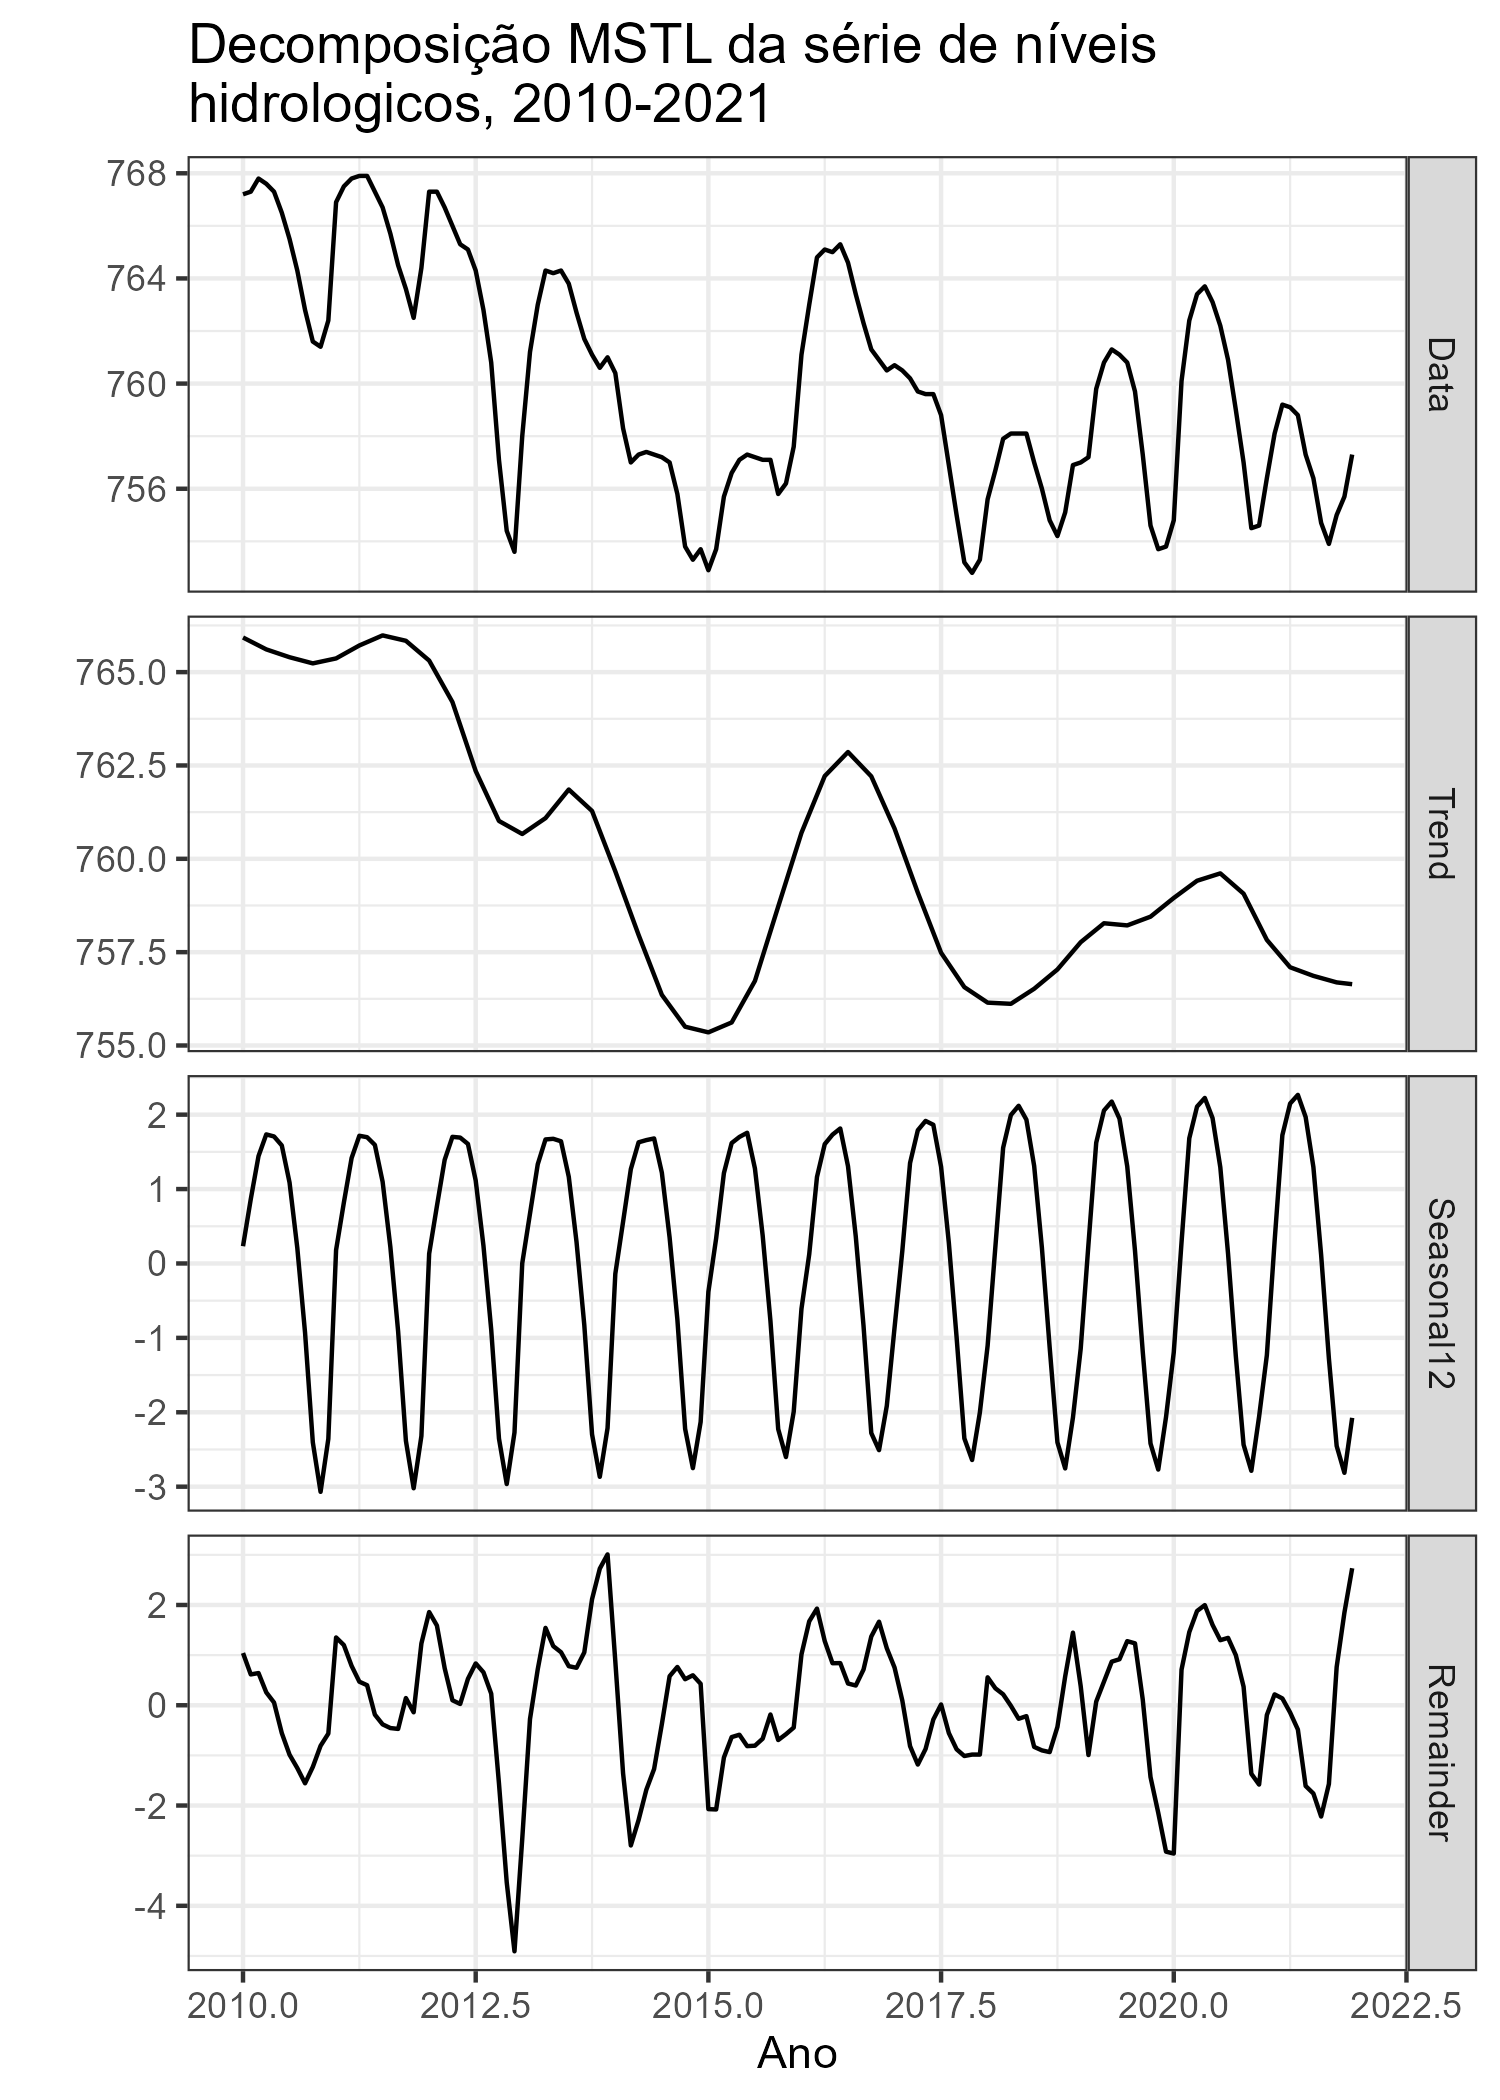 Decomposição MSTL da série de níveis
hidrologicos, 2010-2021
768
764
760
756
Data
765.0
762.5
760.0
757.5
755.0
Trend
2
1
0
-1
-2
-3
Seasonal12
2
0
-2
-4
Remainder
2010.0 2012.5 2015.0 2017.5 2020.0 2022.5
Ano